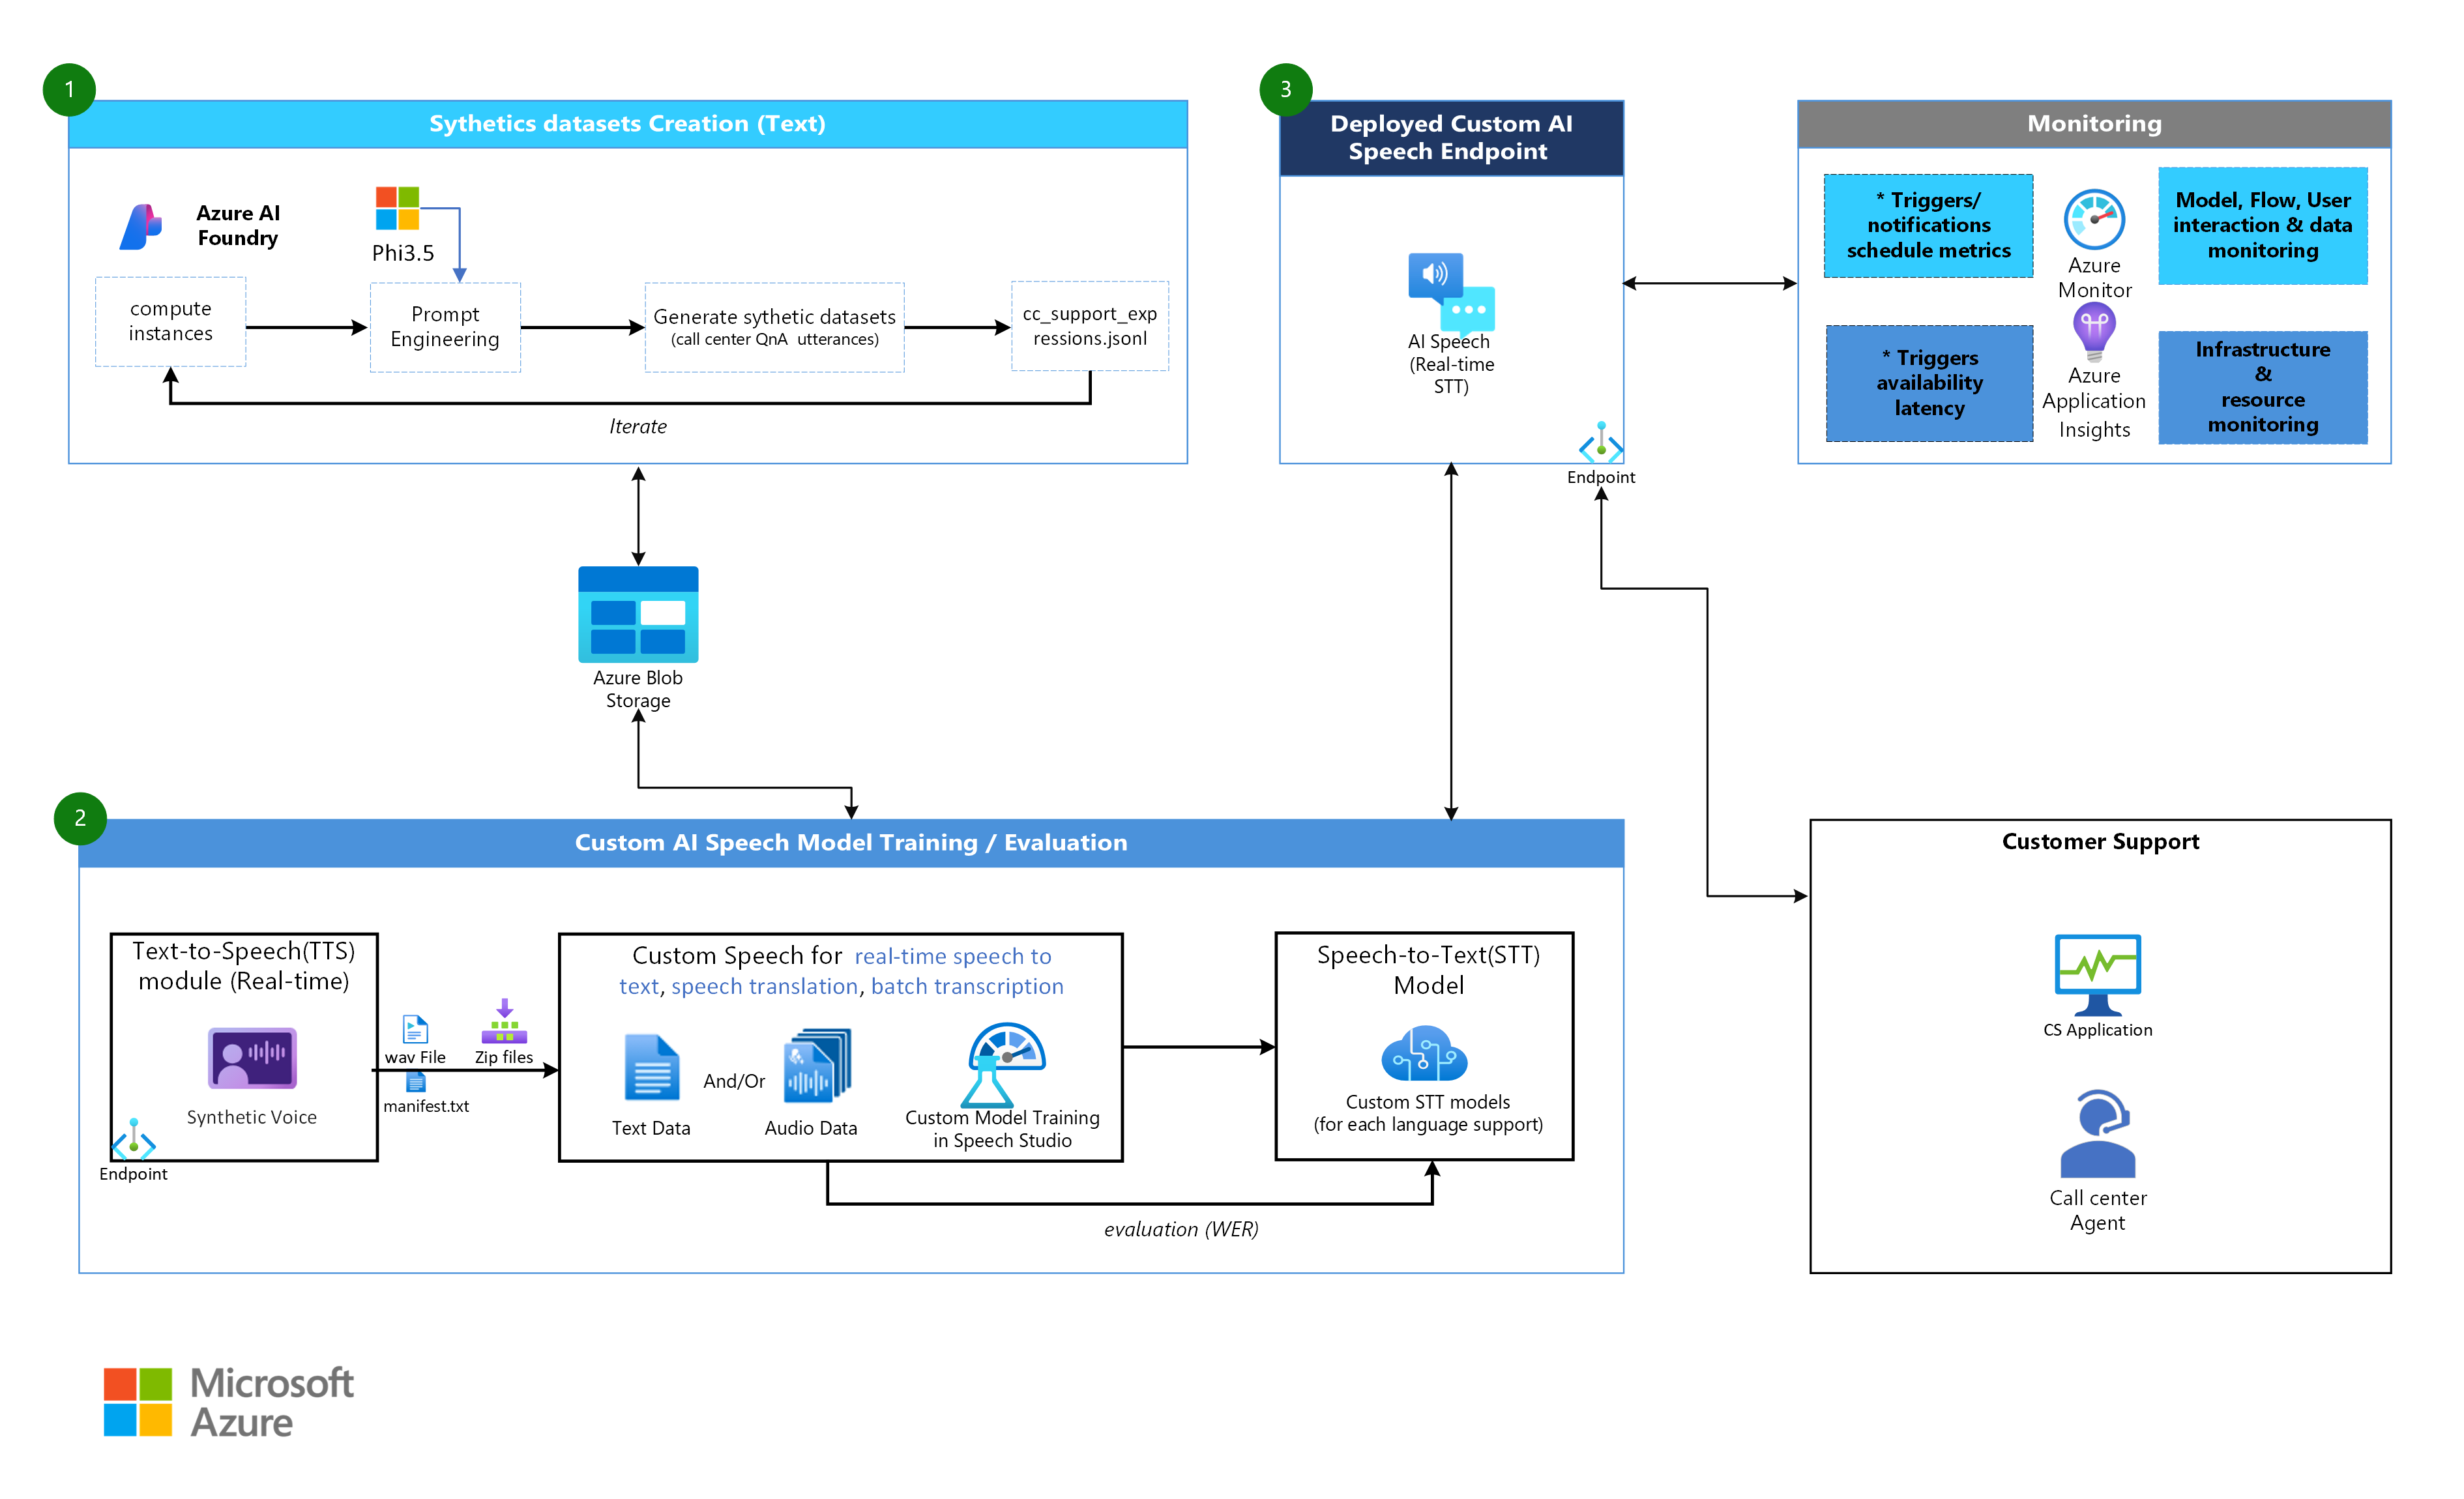 1
Sythetics datasets Creation (Text)
Azure AI
Foundry
Phi3.5
compute
instances
Prompt
Engineering
Generate sythetic datasets
(call center QnA  utterances)
cc_support_exp
ressions.jsonl
Iterate
3
Deployed Custom AI
Speech Endpoint
AI Speech
(Real-time
STT)
Endpoint
Monitoring
* Triggers/
notifications
schedule metrics
Azure
Monitor
Model, Flow, User
interaction & data
monitoring
* Triggers
availability
latency
Azure
Application
Insights
Infrastructure
&
resource
monitoring
Azure Blob
Storage
2
Custom AI Speech Model Training / Evaluation
Text-to-Speech(TTS)
module (Real-time)
Synthetic Voice
Endpoint
wav File
Zip files
manifest.txt
Custom Speech for  real-time speech to
text, speech translation, batch transcription
Text Data
And/Or
Audio Data
Custom Model Training
in Speech Studio
Speech-to-Text(STT)
Model
Custom STT models
(for each language support)
evaluation (WER)
Customer Support
CS Application
Call center
Agent
Microsoft
Azure